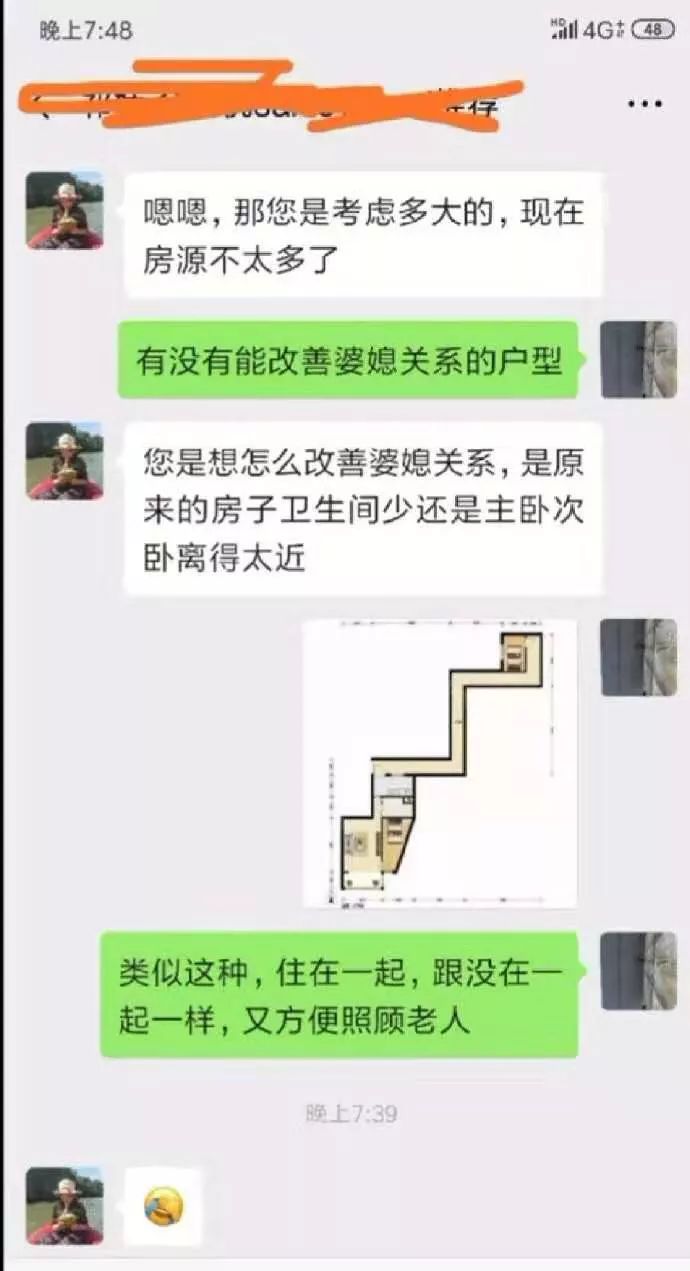 晚上7:48
HD 4G+ 48
嗯嗯，那您是考虑多大的，现在
房源不太多了
有没有能改善婆媳关系的户型
您是想怎么改善婆媳关系，是原
来的房子卫生间少还是主卧次
卧离得太近
类似这种，住在一起，跟没在一
起一样，又方便照顾老人
晚上7:39